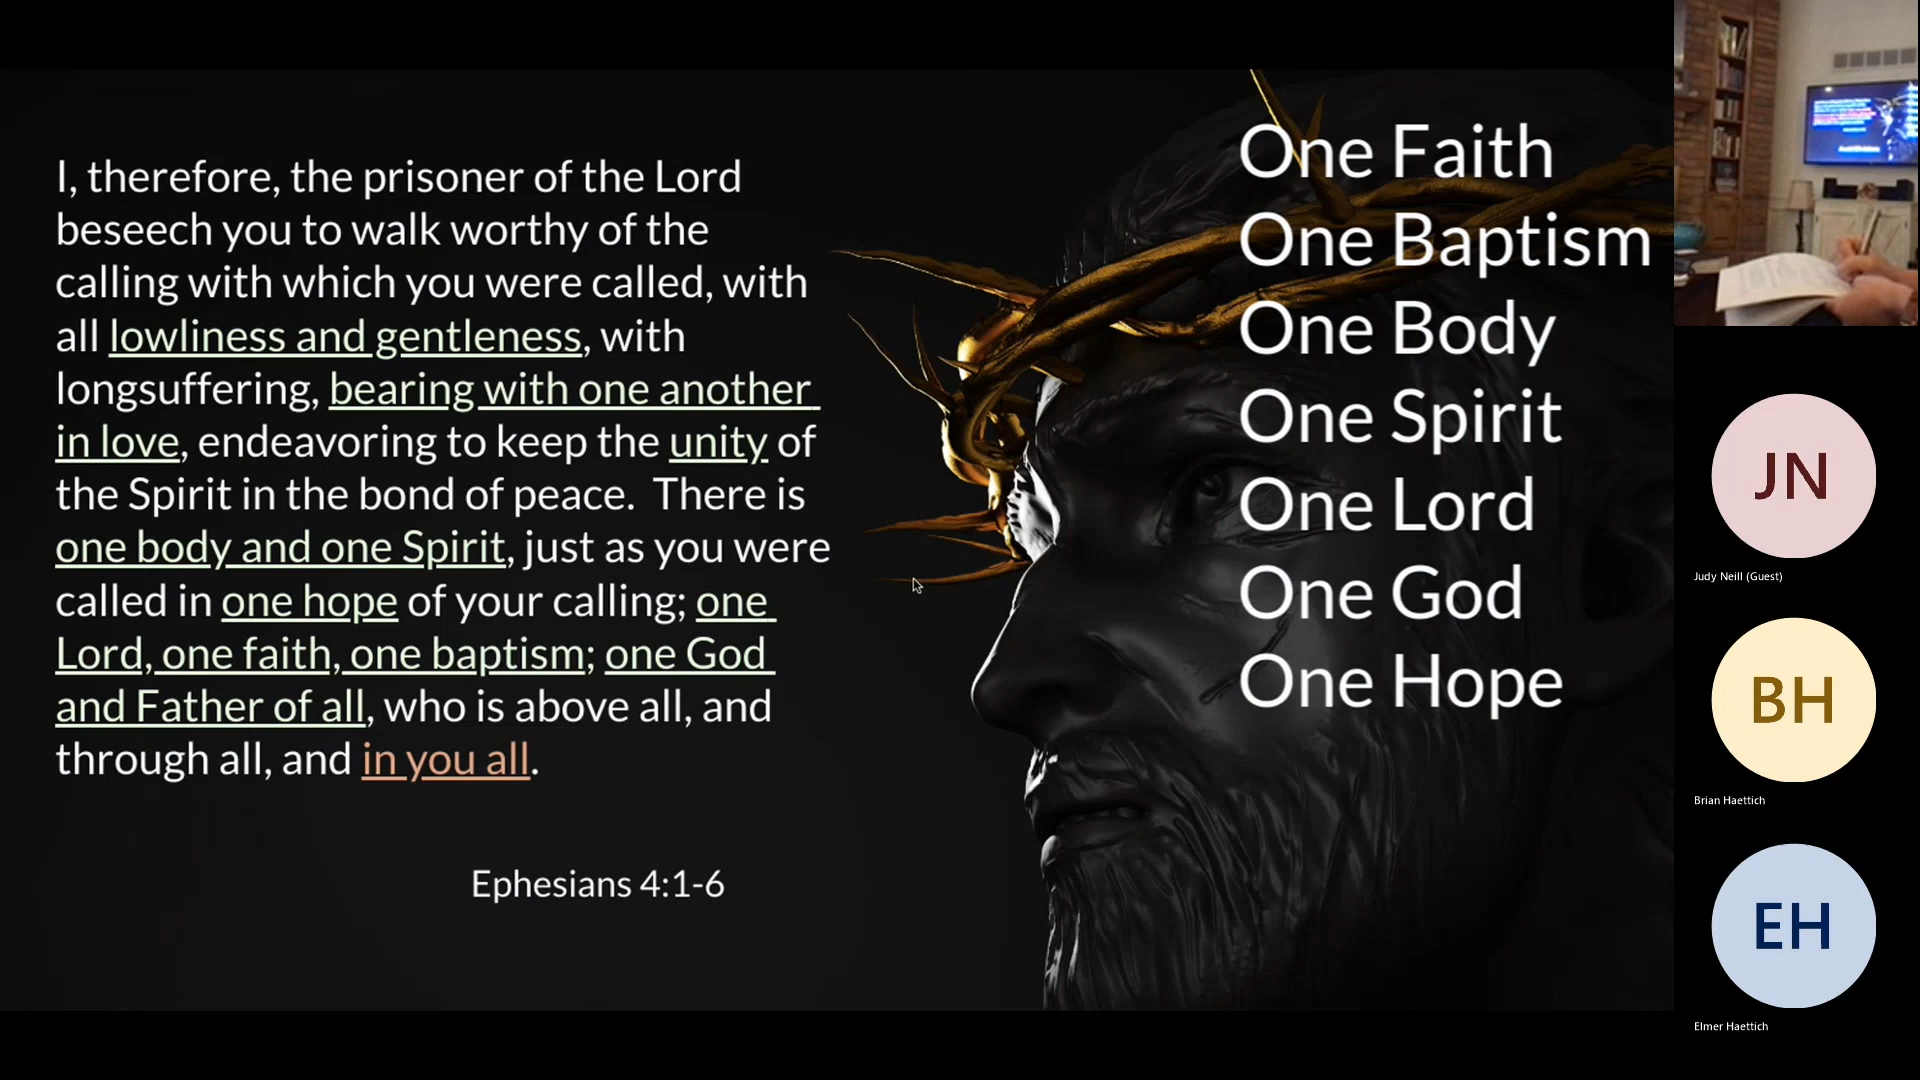 I, therefore, the prisoner of the Lord
beseech you to walk worthy of the
calling with which you were called, with
all lowliness and gentleness, with
longsuffering, bearing with one another
in love, endeavoring to keep the unity of
the Spirit in the bond of peace.  There is
one body and one Spirit, just as you were
called in one hope of your calling; one
Lord, one faith, one baptism; one God
and Father of all, who is above all, and
through all, and in you all.
Ephesians 4:1-6
One Faith
One Baptism
One Body
One Spirit
One Lord
One God
One Hope
JN
Judy Neill (Guest)
BH
Brian Haettich
EH
Elmer Haettich